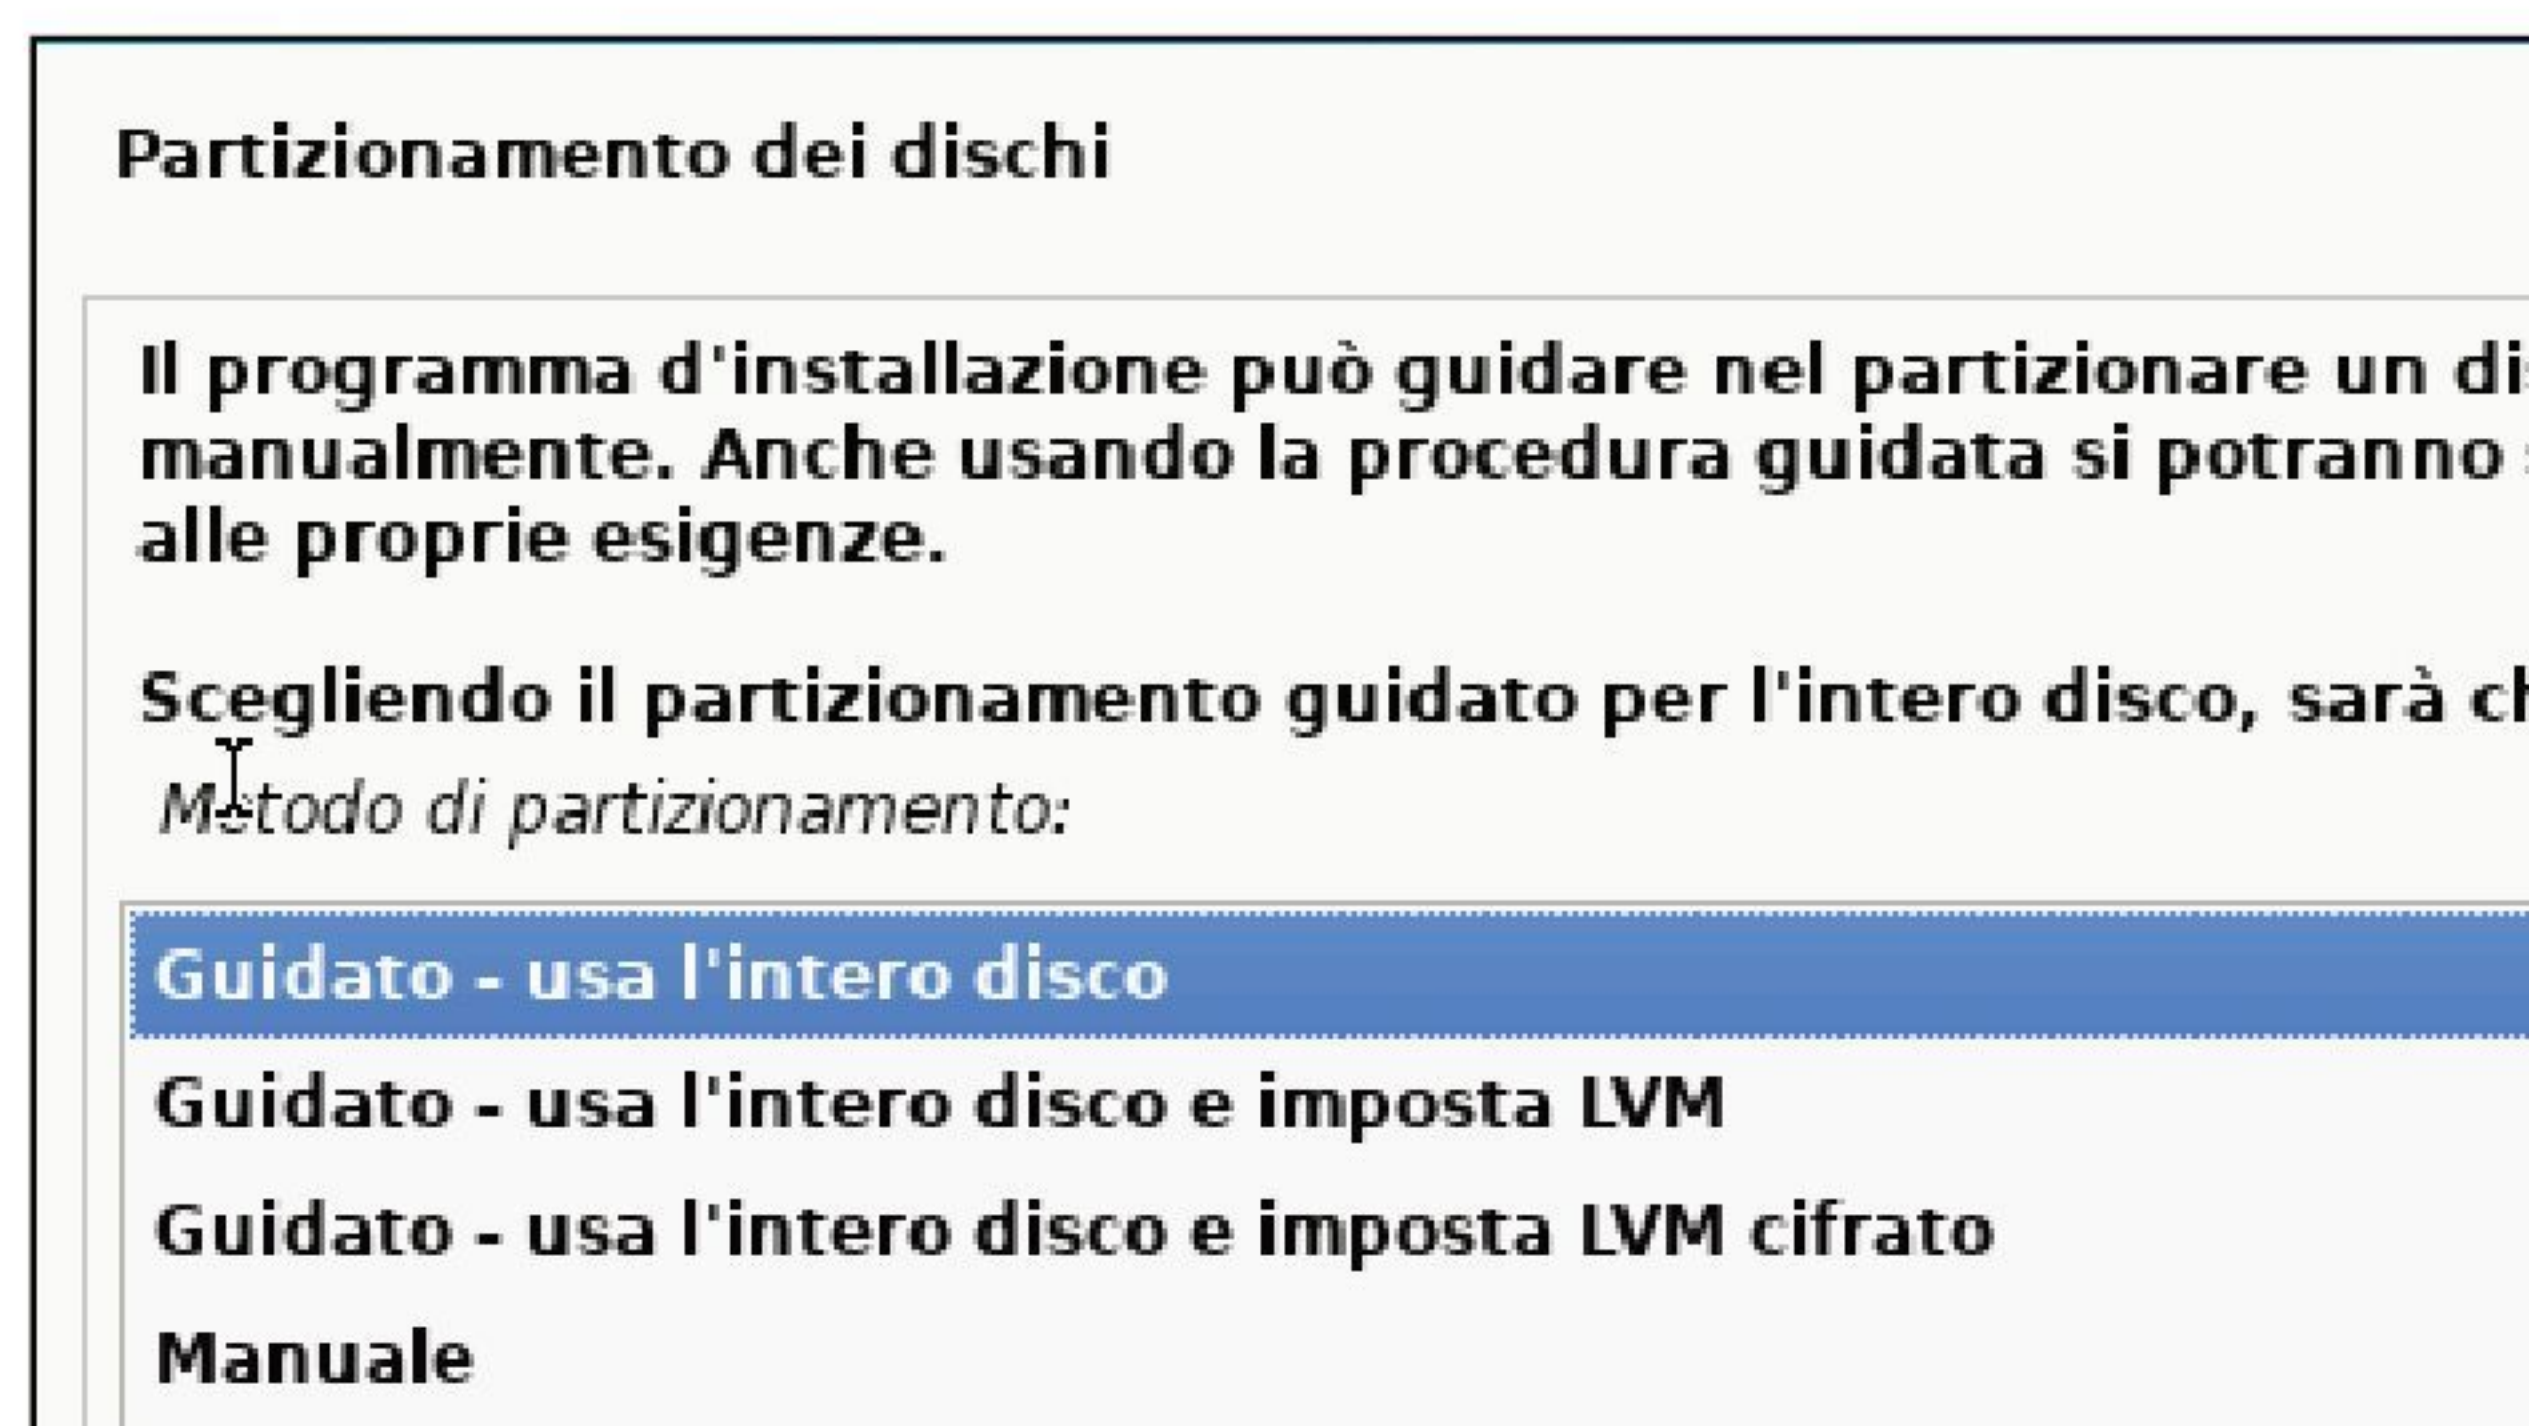 Partizionamento dei dischi
Il programma d'installazione può guidare nel partizionare un
manualmente. Anche usando la procedura guidata si potranno
alle proprie esigenze.
Scegliendo il partizionamento guidato per l'intero disco, sarà
Metodo di partizionamento:
Guidato - usa l'intero disco
Guidato - usa l'intero disco e imposta LVM
Guidato - usa l'intero disco e imposta LVM cifrato
Manuale